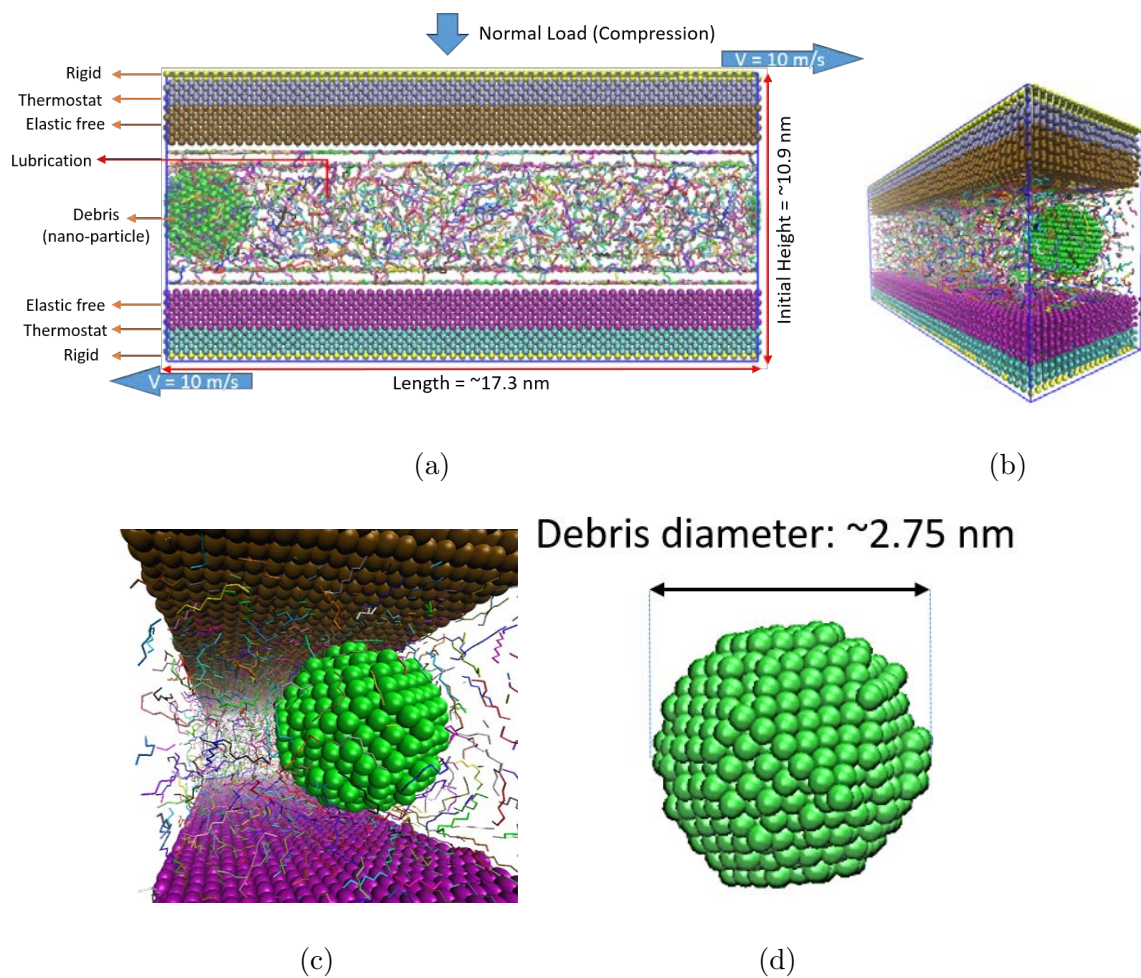 Normal Load (Compression)
V = 10 m/s
Rigid
Thermostat
Elastic free
Lubrication
Debris
(nano-particle)
Elastic free
Thermostat
Rigid
Initial Height = ~10.9 nm
Length = ~17.3 nm
V = 10 m/s
(a)
(b)
Debris diameter: ~2.75 nm
(c)
(d)